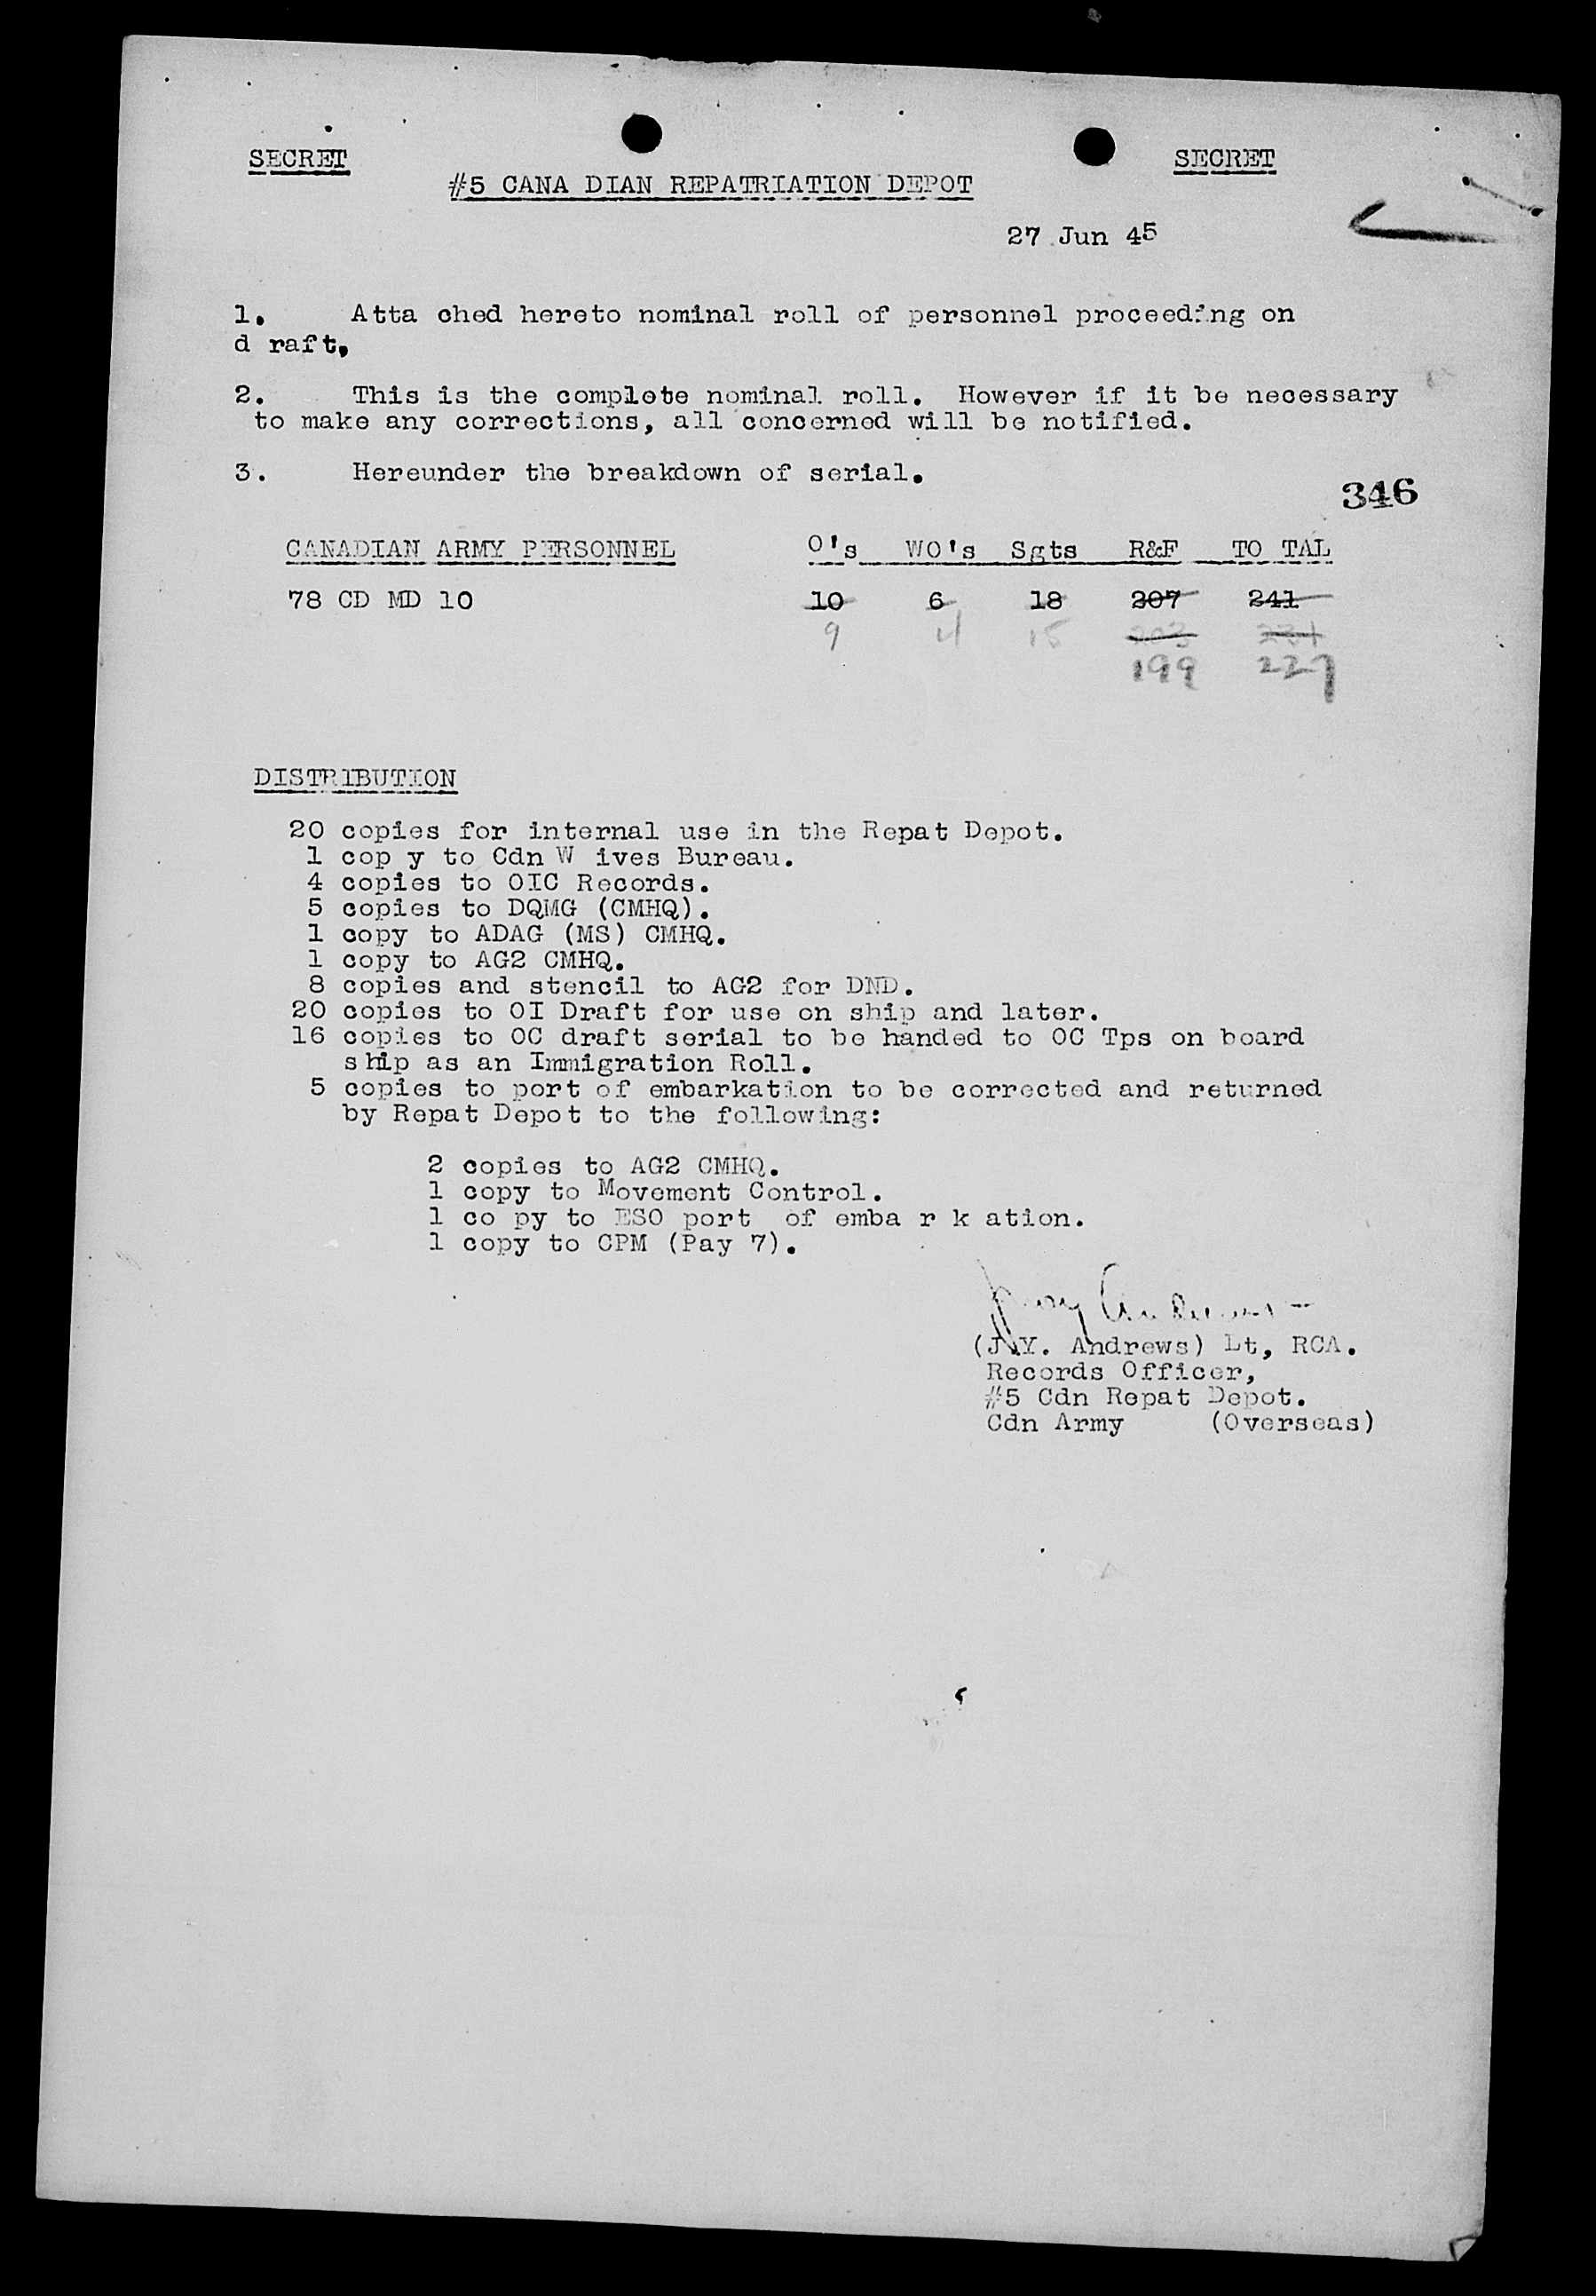 SECRET SECRET
#5 CANA DIAN REPATRIATION DEPOT
27 Jun 45
1. Atta ched hereto nominal roll of personnel proceeding on
d raft.
2. This is the complete nominal roll. However if it be necessary
to make any corrections, all concerned will be notified.
3. Hereunder the breakdown of serial.
346
CANADIAN ARMY PERSONNEL O's WO's Sgts R&F TO TAL
78 CD MD 10 10 6 18 207 241
9 4 15 203 231
199 227
DISTRIBUTION
20 copies for internal use in the Repat Depot.
1 cop y to Cdn W ives Bureau.
4 copies to OIC Records.
5 copies to DQMG (CMHQ).
1 copy to ADAG (MS) CMHQ.
1 copy to AG2 CMHQ.
8 copies and stencil to AG2 for DND.
20 copies to OI Draft for use on ship and later.
16 copies to OC draft serial to be handed to OC Tps on board
ship as an Immigration Roll.
5 copies to port of embarkation to be corrected and returned
by Repat Depot to the following:
2 copies to AG2 CMHQ.
1 copy to Movement Control.
1 co py to ESO port of emba r k ation.
1 copy to CPM (Pay 7).
(J.Y. Andrews) Lt, RCA.
Records Officer,
#5 Cdn Repat Depot.
Cdn Army (Overseas)